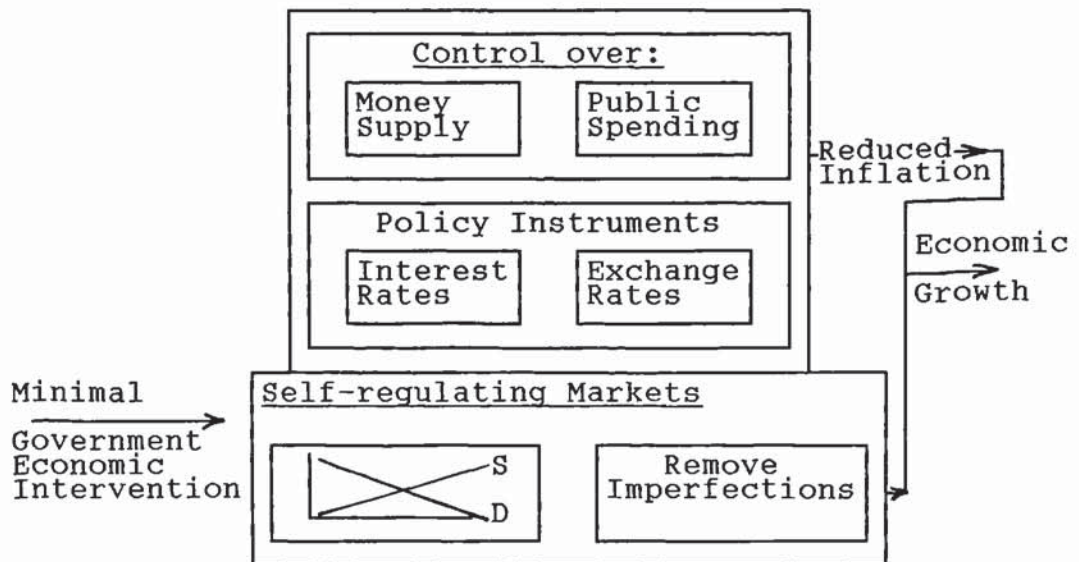 Control over:
Money
Supply
Public
Spending
Reduced
Inflation
Policy Instruments
Interest
Rates
Exchange
Rates
Economic
Growth
Minimal
Government
Economic
Intervention
Self-regulating Markets
S
D
Remove
Imperfections